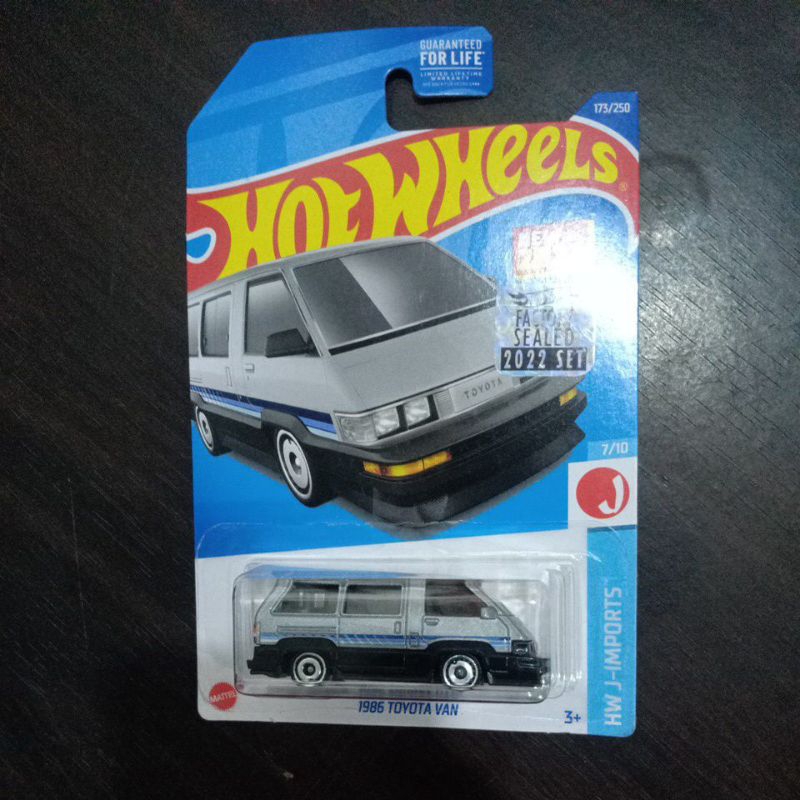 GUARANTEED
FOR LIFE
LIMITED LIFETIME
WARRANTY
173/250
HOT WHEELS
®
FACTORY
SEALED
2022 SET
TOYOTA
7/10
J
HW J-IMPORTS™
MATTEL
1986 TOYOTA VAN
3+